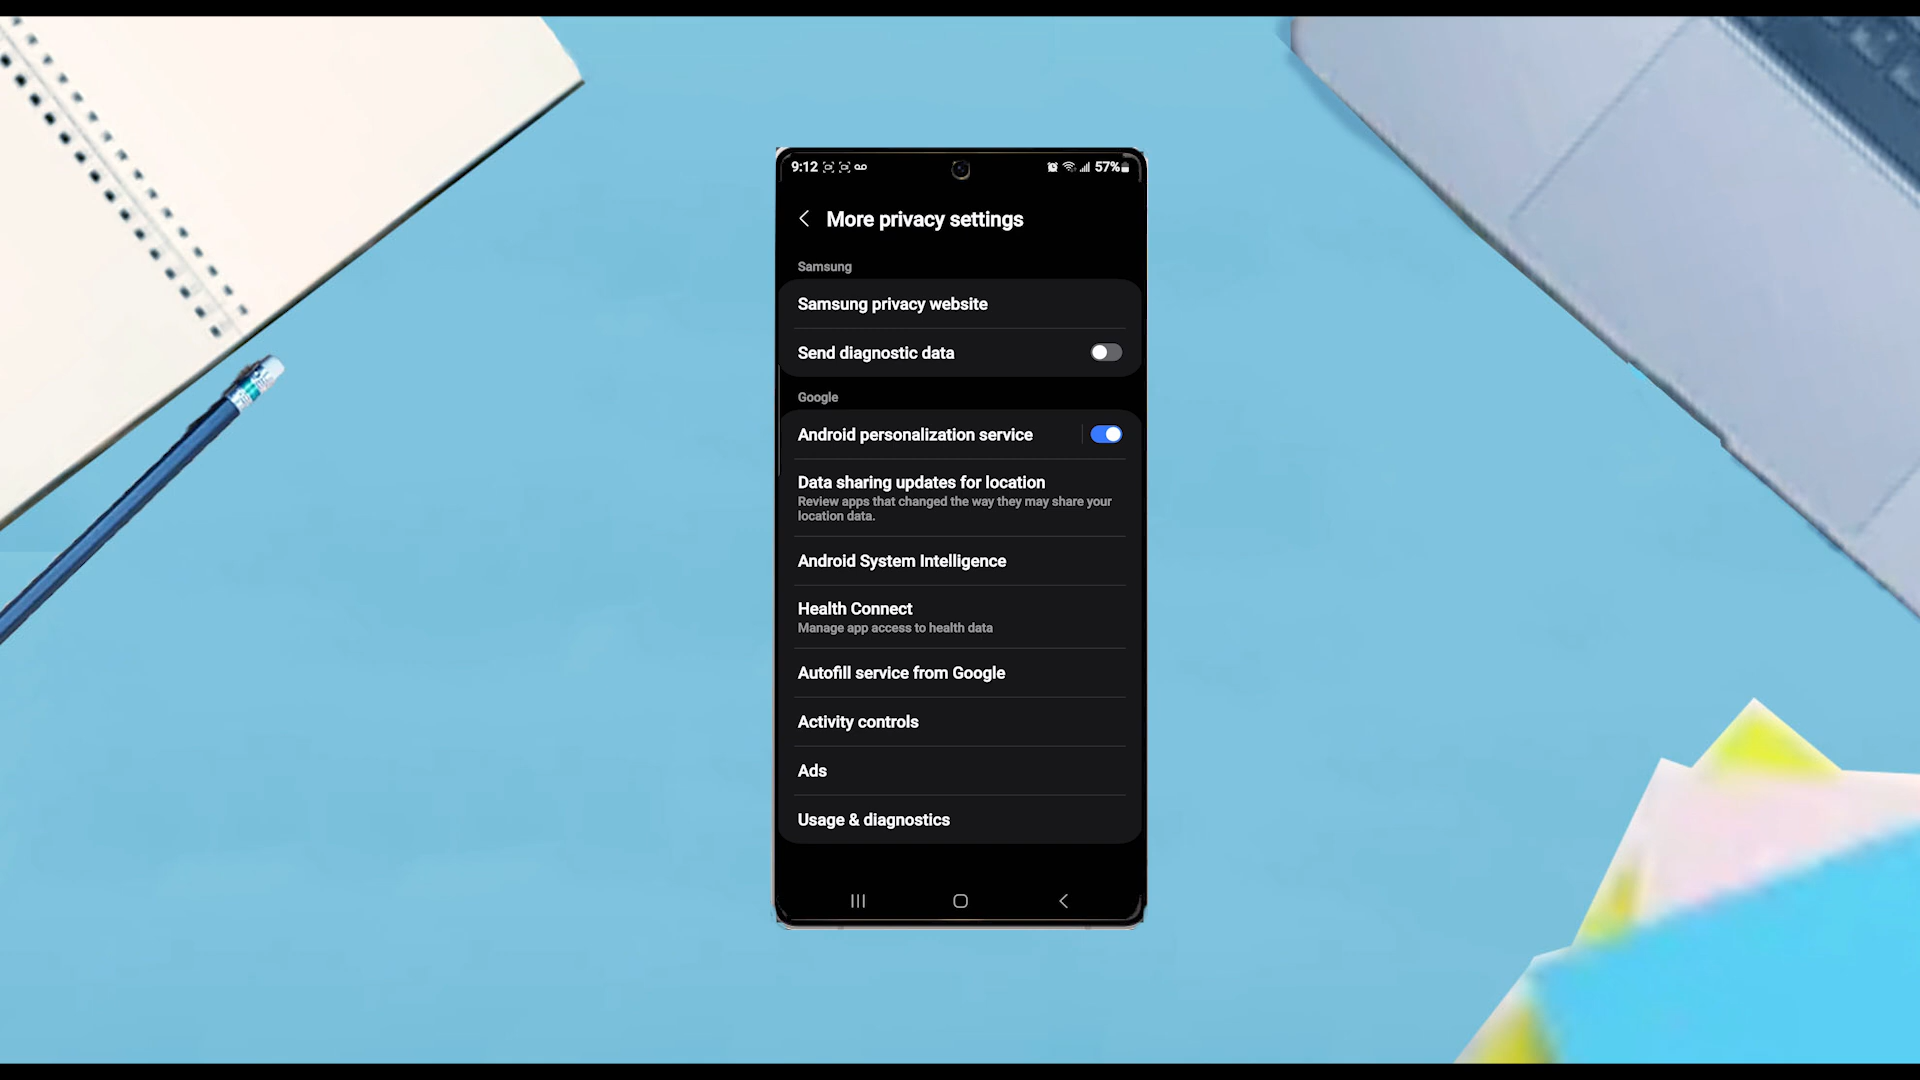 9:12
57%
More privacy settings
Samsung
Samsung privacy website
Send diagnostic data
Google
Android personalization service
Data sharing updates for location
Review apps that changed the way they may share your
location data.
Android System Intelligence
Health Connect
Manage app access to health data
Autofill service from Google
Activity controls
Ads
Usage & diagnostics